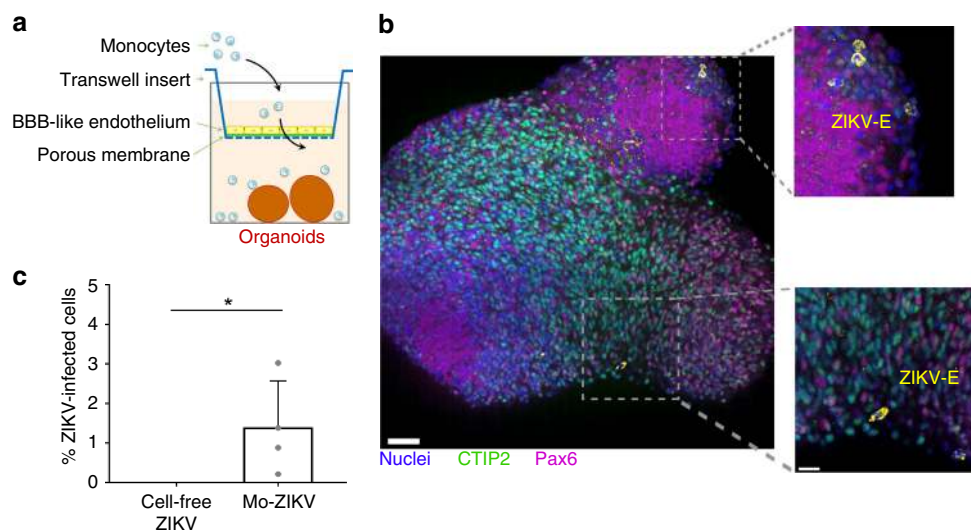 a
Monocytes
Transwell insert
BBB-like endothelium
Porous membrane
Organoids
b
ZIKV-E
ZIKV-E
Nuclei CTIP2 Pax6
c
% ZIKV-infected cells
5
4
3
2
1
0
*
Cell-free
ZIKV
Mo-ZIKV